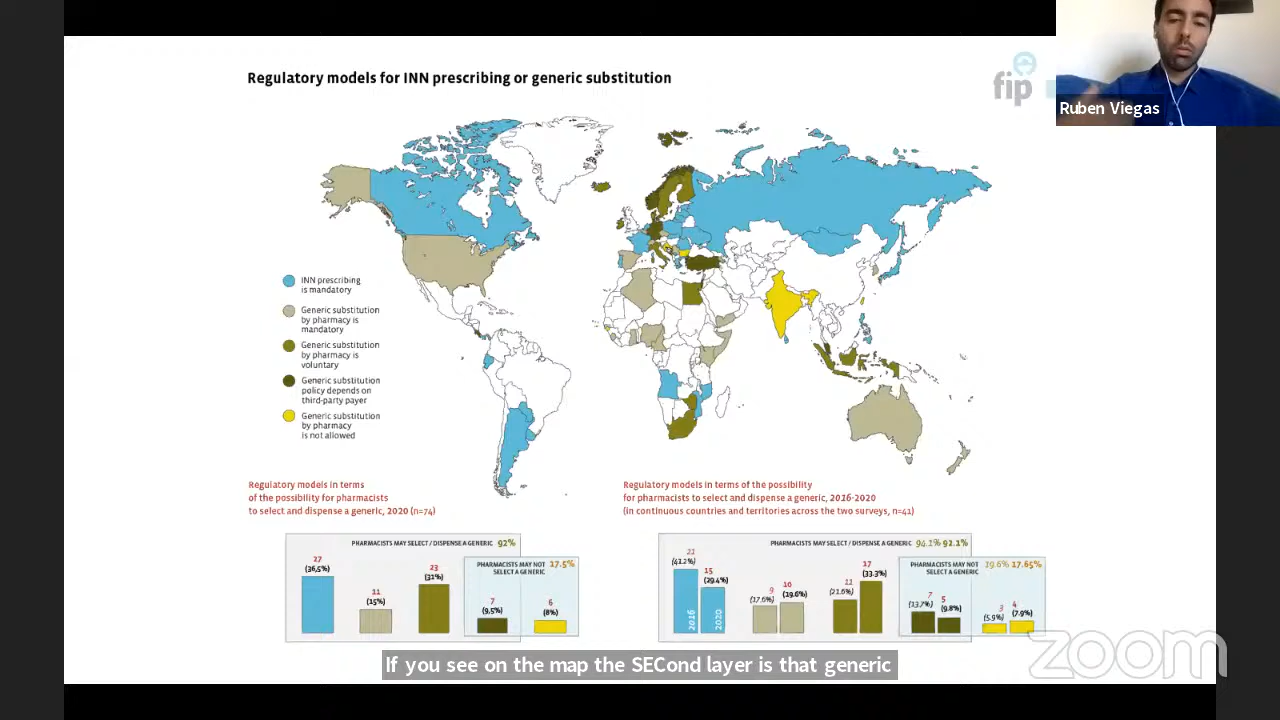 Regulatory models for INN prescribing or generic substitution
fip
Ruben Viegas
INN prescribing
is mandatory
Generic substitution
by pharmacy is
mandatory
Generic substitution
by pharmacy is
voluntary
Generic substitution
policy depends on
third-party payer
Generic substitution
by pharmacy
is not allowed
Regulatory models in terms
of the possibility for pharmacists
to select and dispense a generic, 2020 (n=74)
PHARMACISTS MAY SELECT / DISPENSE A GENERIC 92%
PHARMACISTS MAY NOT 17.5%
SELECT A GENERIC
27
(36,5%)
11
(15%)
23
(31%)
7
(9,5%)
6
(8%)
Regulatory models in terms of the possibility
for pharmacists to select and dispense a generic, 2016-2020
(in continuous countries and territories across the two surveys, n=41)
PHARMACISTS MAY SELECT / DISPENSE A GENERIC 94.1% 92.1%
PHARMACISTS MAY NOT 19.6% 17.65%
SELECT A GENERIC
21
(41.2%)
2016
15
(29.4%)
2020
9
(17.6%)
10
(19.6%)
11
(21.6%)
17
(33.3%)
7
(13.7%)
5
(9.8%)
3
(5.9%)
4
(7.9%)
If you see on the map the SECond layer is that generic
zoom